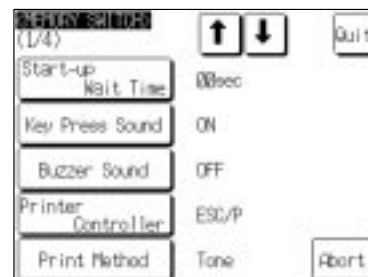 (MEMORY SWITCH)
(1/4)
↑ ↓ Quit
Start-up
Wait Time 00sec
Key Press Sound ON
Buzzer Sound OFF
Printer
Controller ESC/P
Print Method Tone
Abort